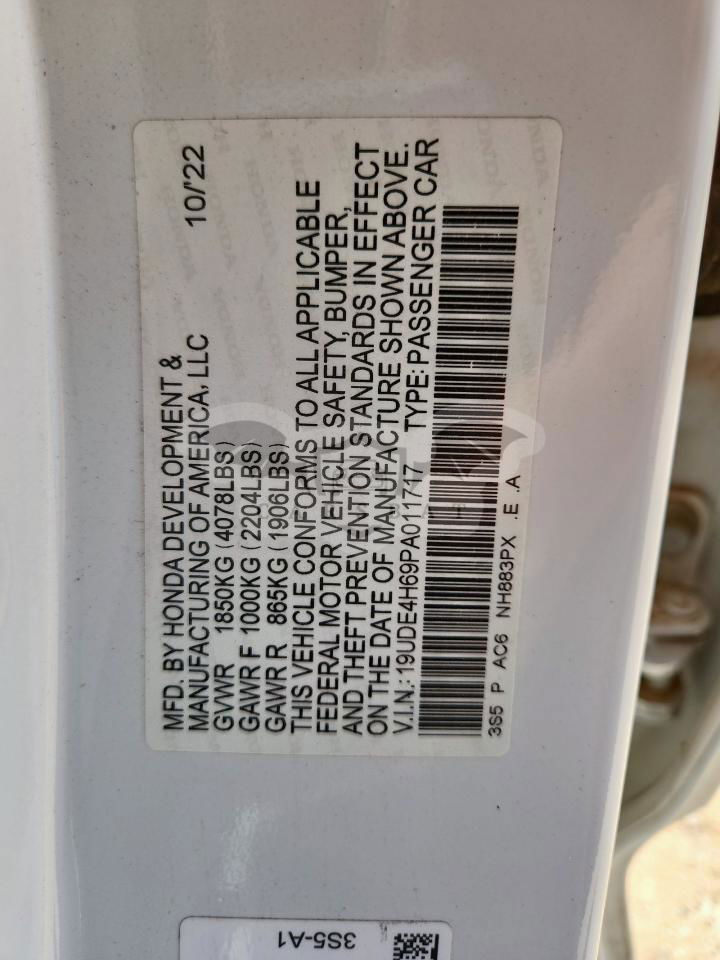 MFD. BY HONDA DEVELOPMENT & 10/'22
MANUFACTURING OF AMERICA, LLC
GVWR 1850KG (4078LBS)
GAWR F 1000KG (2204LBS)
GAWR R 865KG (1906LBS)
THIS VEHICLE CONFORMS TO ALL APPLICABLE
FEDERAL MOTOR VEHICLE SAFETY, BUMPER,
AND THEFT PREVENTION STANDARDS IN EFFECT
ON THE DATE OF MANUFACTURE SHOWN ABOVE.
V.I.N.: 19UDE4H69PA011717 TYPE: PASSENGER CAR
3S5 P AC6 NH883PX .E .A
3S5-A1